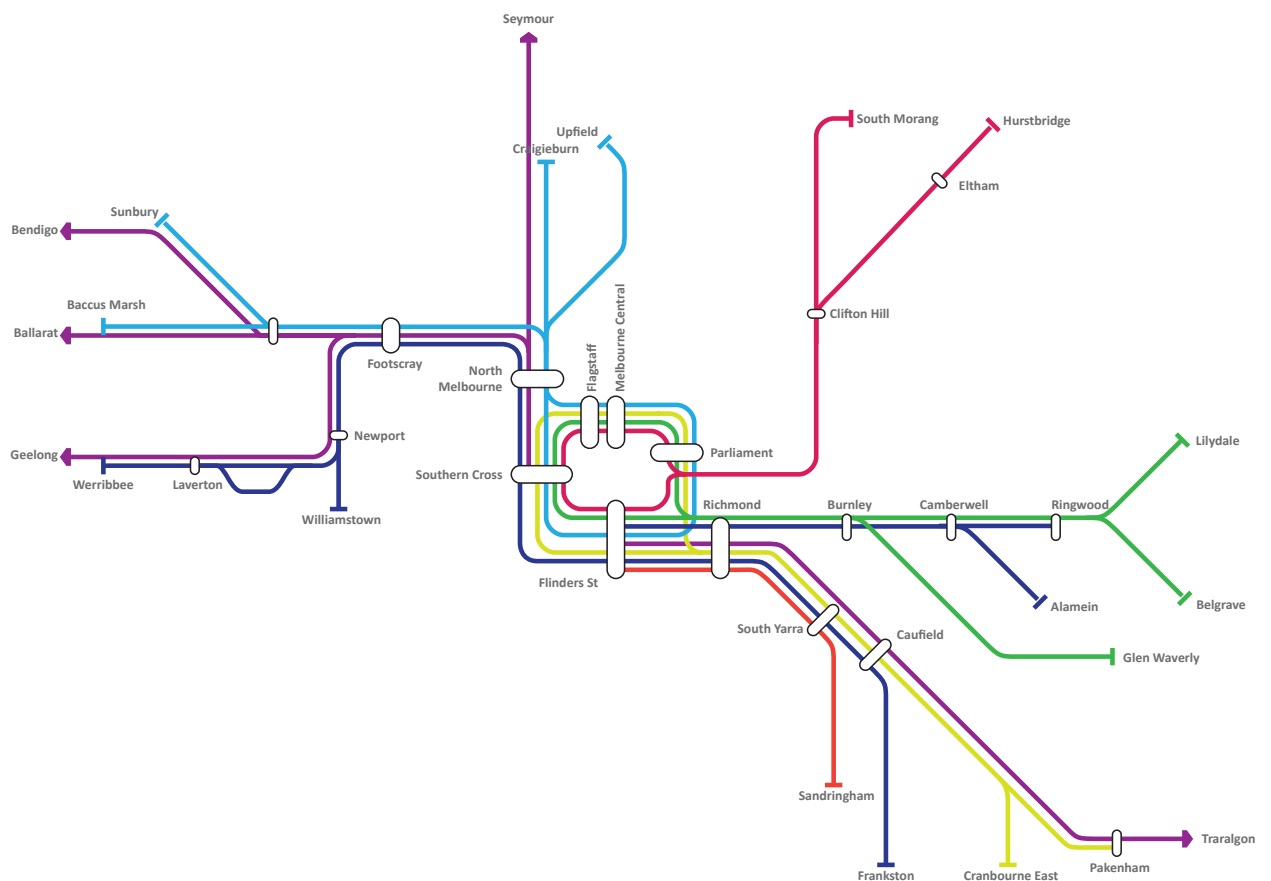 Seymour
South Morang
Hurstbridge
Upfield
Craigieburn
Eltham
Sunbury
Bendigo
Baccus Marsh
Ballarat
Footscray
Flagstaff
Melbourne Central
Clifton Hill
North
Melbourne
Newport
Geelong
Werribbee
Laverton
Southern Cross
Parliament
Lilydale
Williamstown
Richmond
Burnley
Camberwell
Ringwood
Flinders St
Alamein
Belgrave
South Yarra
Caufield
Glen Waverly
Sandringham
Traralgon
Pakenham
Frankston
Cranbourne East